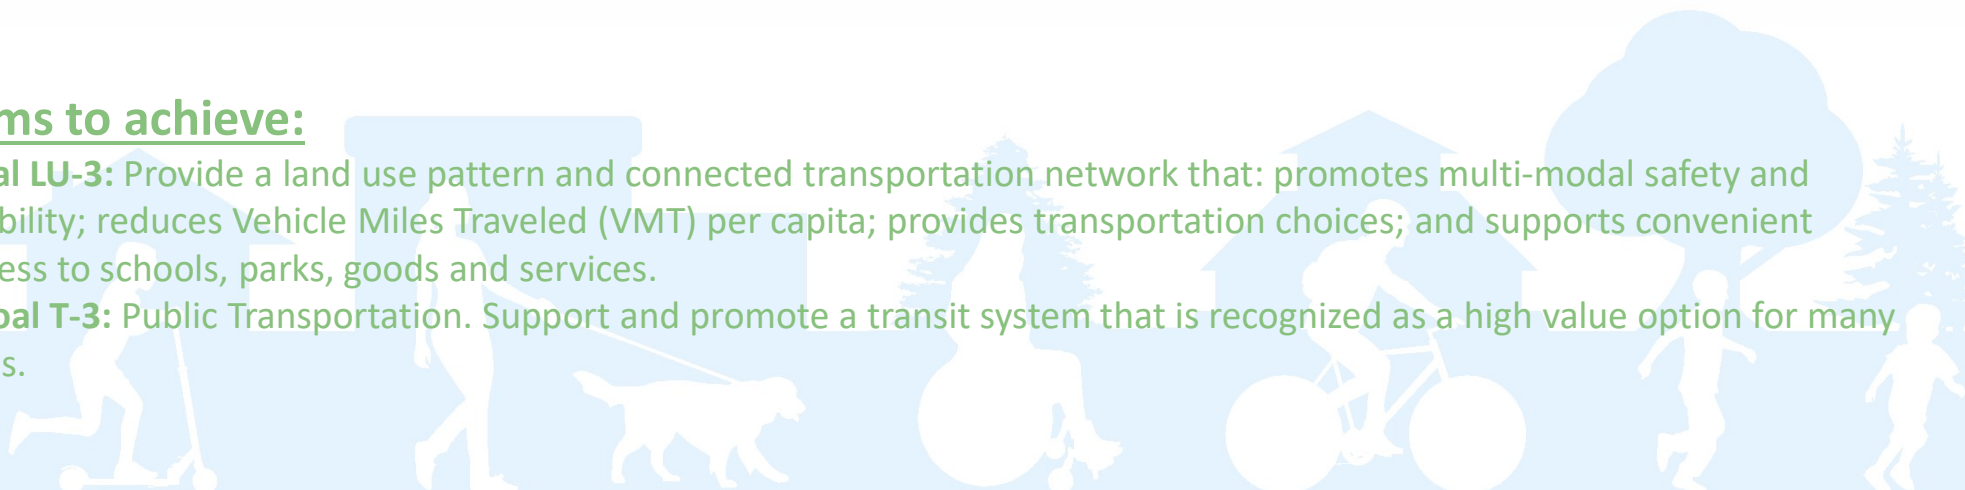 ms to achieve:
al LU-3: Provide a land use pattern and connected transportation network that: promotes multi-modal safety and
bility; reduces Vehicle Miles Traveled (VMT) per capita; provides transportation choices; and supports convenient
ess to schools, parks, goods and services.
oal T-3: Public Transportation. Support and promote a transit system that is recognized as a high value option for many
s.